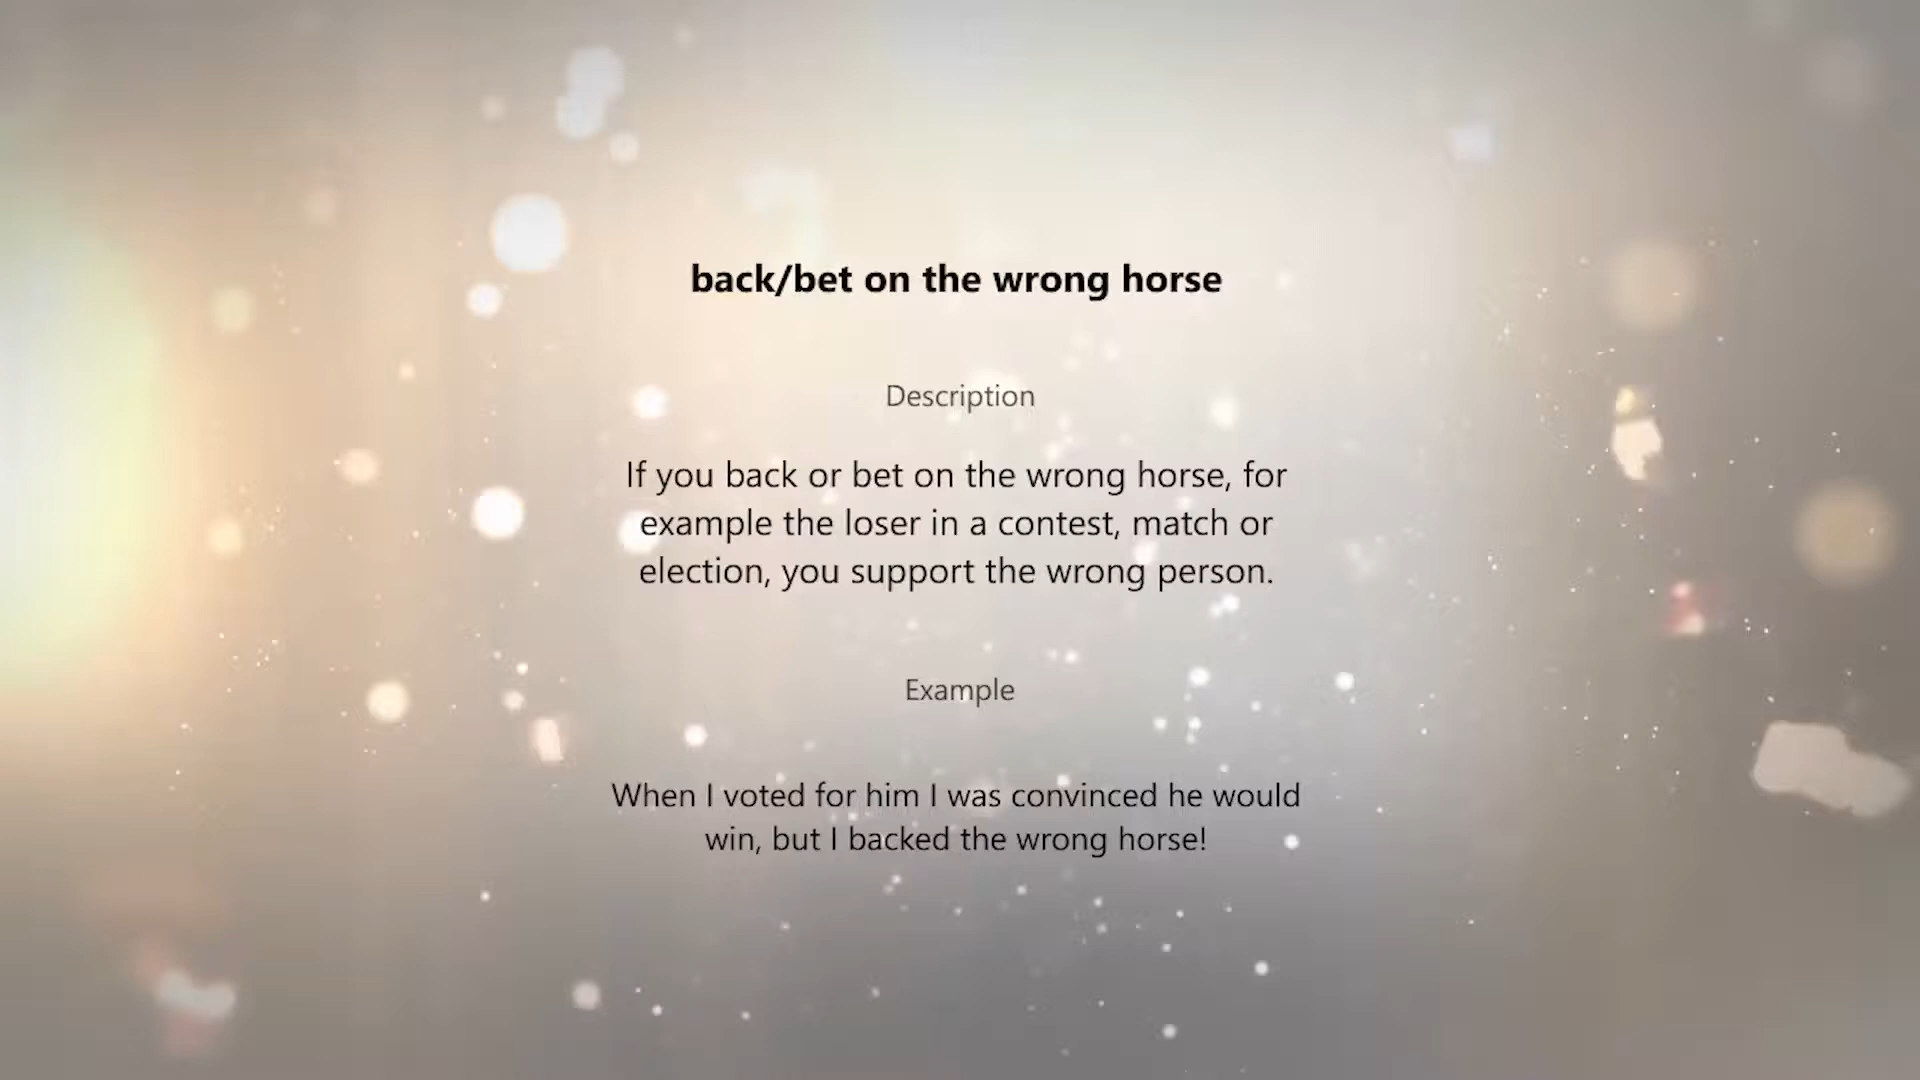 back/bet on the wrong horse
Description
If you back or bet on the wrong horse, for
example the loser in a contest, match or
election, you support the wrong person.
Example
When I voted for him I was convinced he would
win, but I backed the wrong horse!